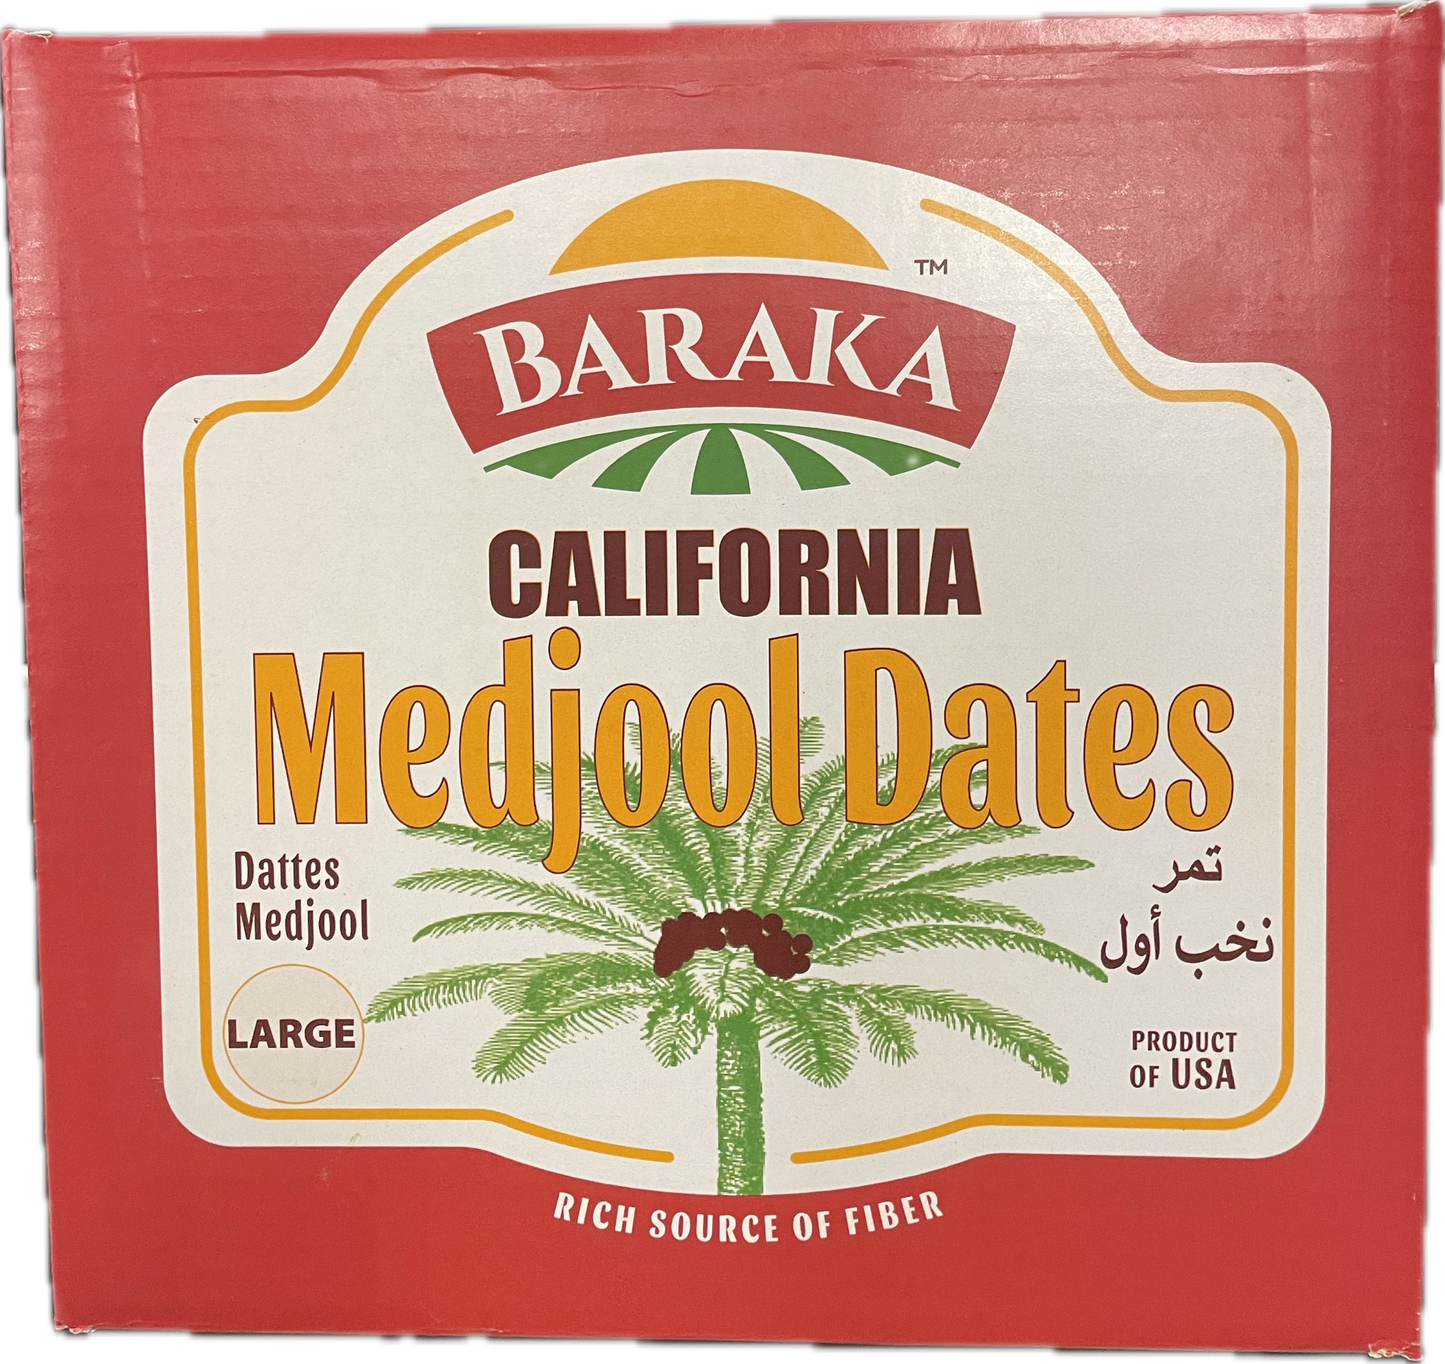 BARAKA
TM
CALIFORNIA
Medjool Dates
Dattes
Medjool
تمر
نخب أول
LARGE
PRODUCT
OF USA
RICH SOURCE OF FIBER